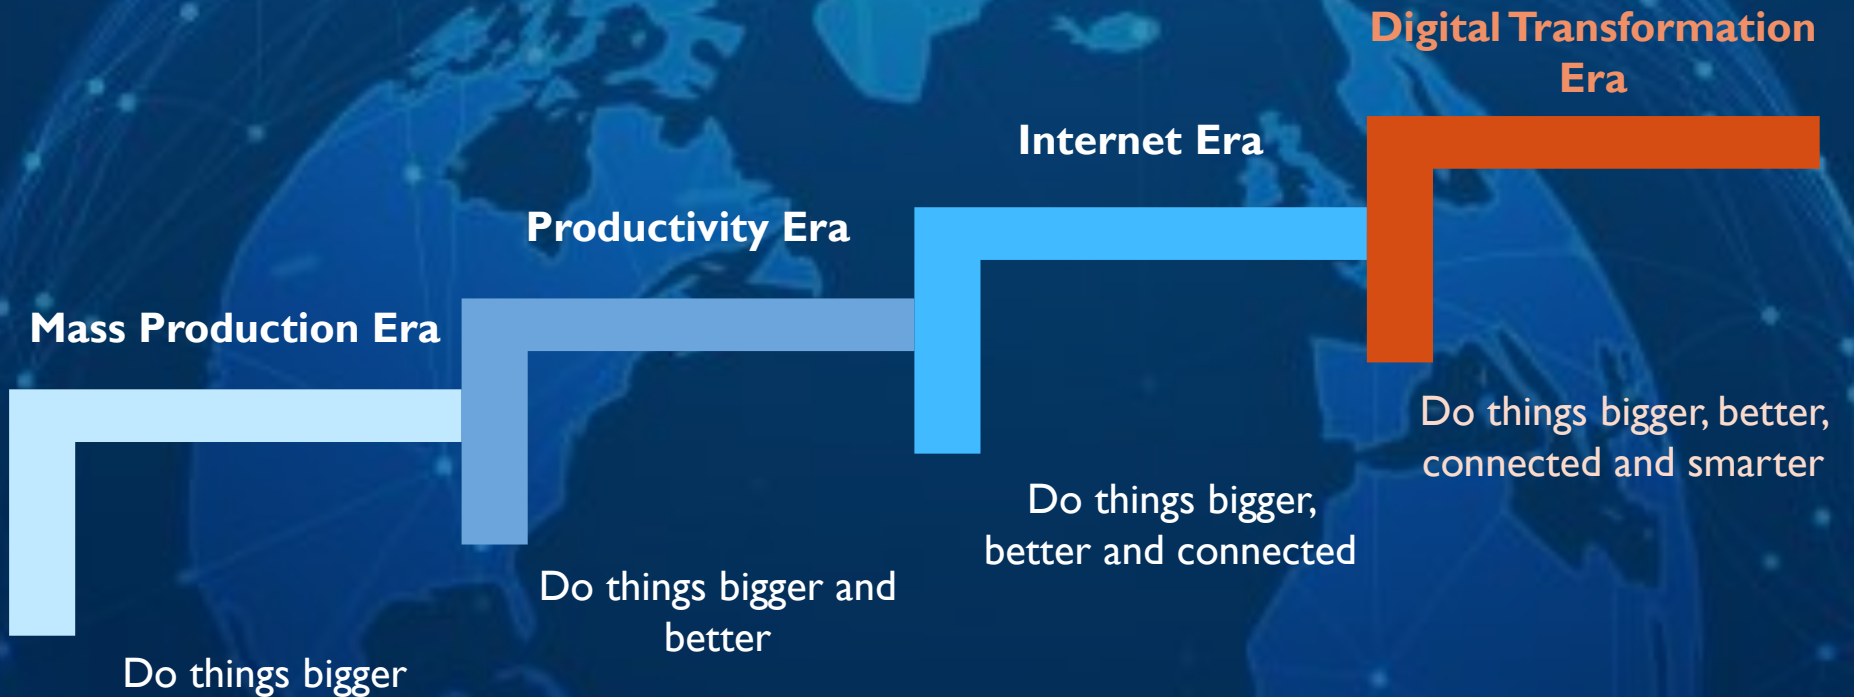 Mass Production Era
Do things bigger
Productivity Era
Do things bigger and
better
Internet Era
Do things bigger,
better and connected
Digital Transformation
Era
Do things bigger, better,
connected and smarter